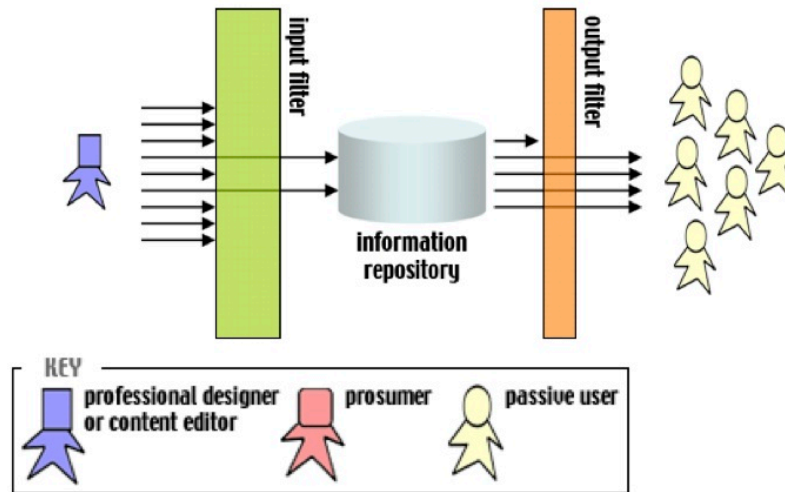 input filter
output filter
information
repository
KEY
professional designer
or content editor
prosumer
passive user